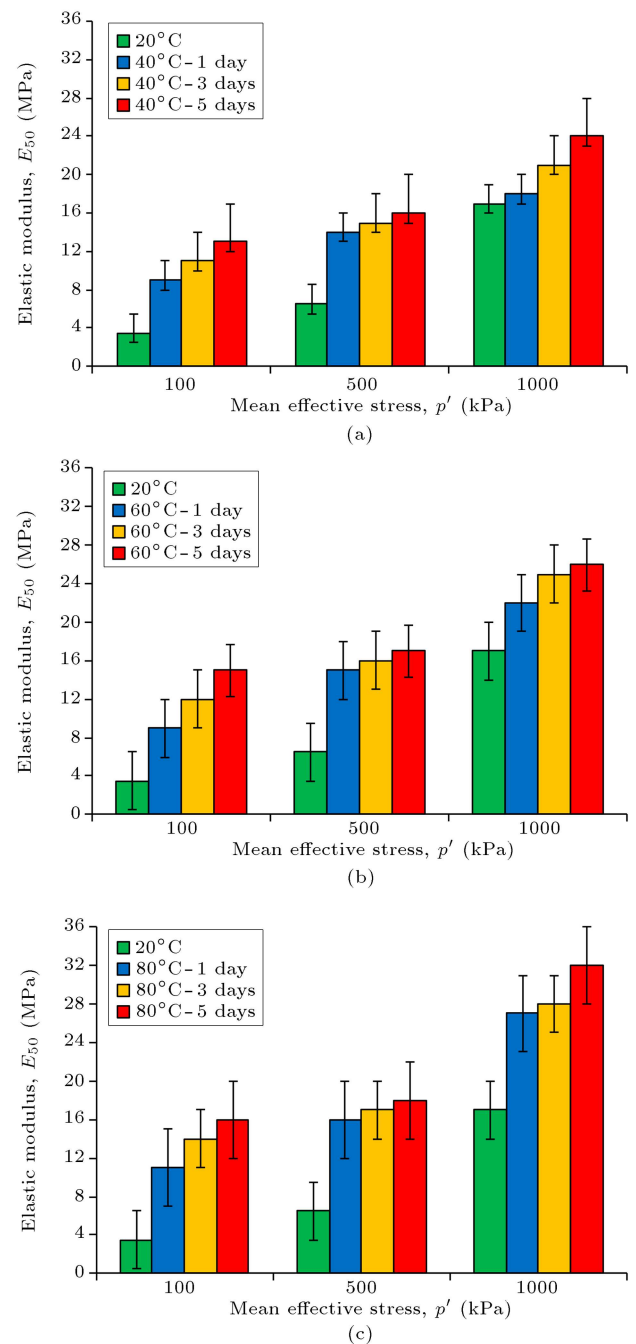 36
32
28
24
20
16
12
8
4
0
Elastic modulus, E50 (MPa)
20°C
40°C-1 day
40°C-3 days
40°C-5 days
100 500 1000
Mean effective stress, p′ (kPa)
(a)
36
32
28
24
20
16
12
8
4
0
Elastic modulus, E50 (MPa)
20°C
60°C-1 day
60°C-3 days
60°C-5 days
100 500 1000
Mean effective stress, p′ (kPa)
(b)
36
32
28
24
20
16
12
8
4
0
Elastic modulus, E50 (MPa)
20°C
80°C-1 day
80°C-3 days
80°C-5 days
100 500 1000
Mean effective stress, p′ (kPa)
(c)